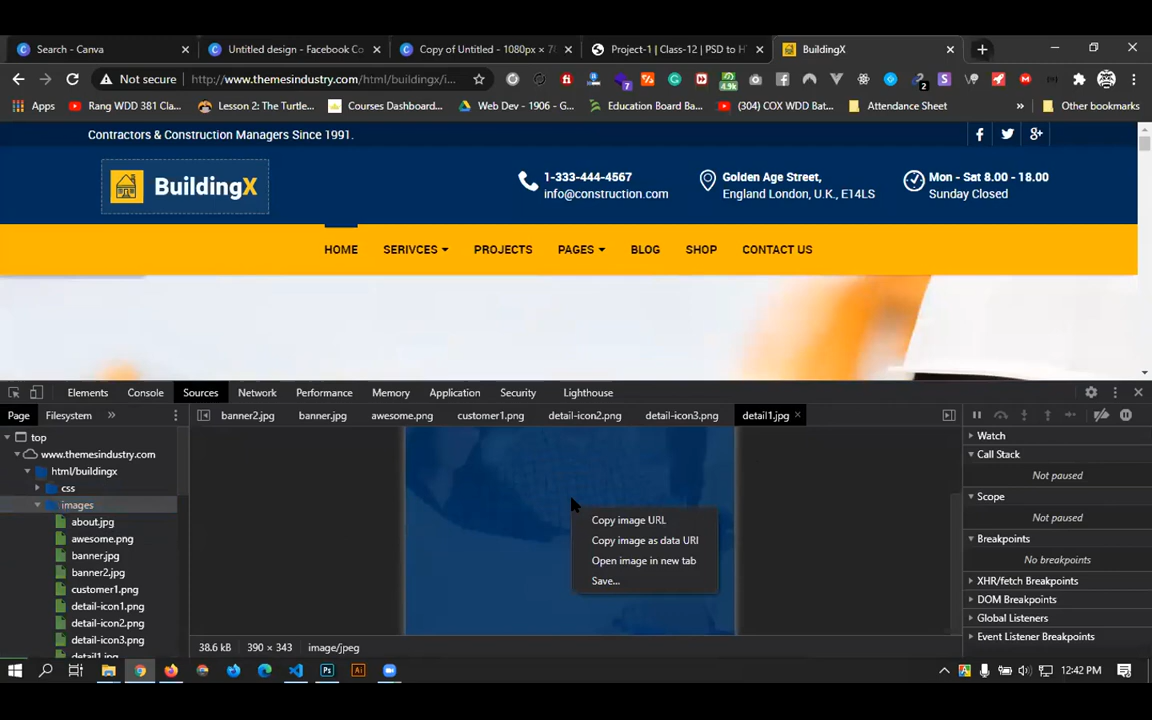 Search - Canva
Untitled design - Facebook Co
Copy of Untitled - 1080px × 7
Project-1 | Class-12 | PSD to H
BuildingX
Not secure
http://www.themesindustry.com/html/buildingx/i...
4.9k
2
Apps
Rang WDD 381 Cla...
Lesson 2: The Turtle...
Courses Dashboard...
Web Dev - 1906 - G...
Education Board Ba...
(304) COX WDD Bat...
Attendance Sheet
Other bookmarks
Contractors & Construction Managers Since 1991.
BuildingX
1-333-444-4567
info@construction.com
Golden Age Street,
England London, U.K., E14LS
Mon - Sat 8.00 - 18.00
Sunday Closed
HOME
SERIVCES
PROJECTS
PAGES
BLOG
SHOP
CONTACT US
Elements
Console
Sources
Network
Performance
Memory
Application
Security
Lighthouse
Page
Filesystem
banner2.jpg
banner.jpg
awesome.png
customer1.png
detail-icon2.png
detail-icon3.png
detail1.jpg
top
www.themesindustry.com
html/buildingx
css
images
about.jpg
awesome.png
banner.jpg
banner2.jpg
customer1.png
detail-icon1.png
detail-icon2.png
detail-icon3.png
detail1.jpg
Copy image URL
Copy image as data URI
Open image in new tab
Save...
38.6 kB
390 × 343
image/jpeg
Watch
Call Stack
Not paused
Scope
Not paused
Breakpoints
No breakpoints
XHR/fetch Breakpoints
DOM Breakpoints
Global Listeners
Event Listener Breakpoints
12:42 PM